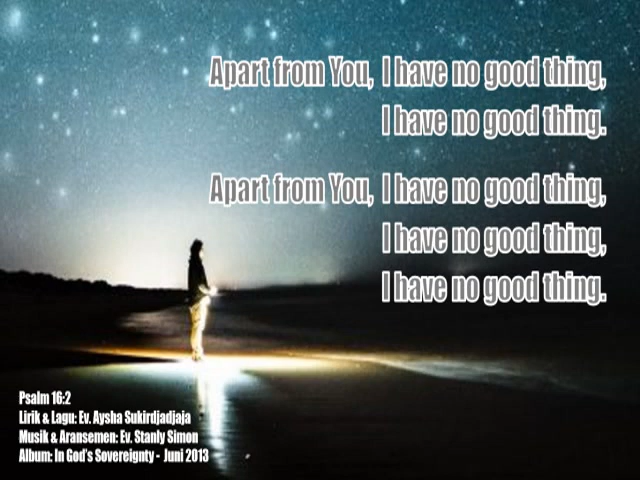 Apart from You, I have no good thing,
I have no good thing.
Apart from You, I have no good thing,
I have no good thing,
I have no good thing.
Psalm 16:2
Lirik & Lagu: Ev. Aysha Sukirdjadjaja
Musik & Aransemen: Ev. Stanly Simon
Album: In God's Sovereignty - Juni 2013